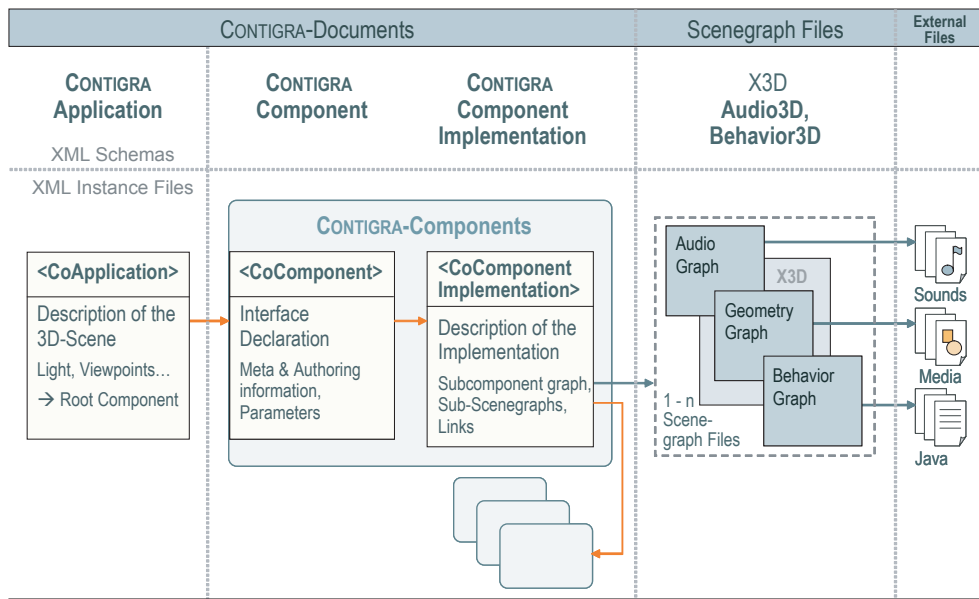 CONTIGRA-Documents
Scenegraph Files
External
Files
CONTIGRA
Application
CONTIGRA
Component
CONTIGRA
Component
Implementation
X3D
Audio3D,
Behavior3D
XML Schemas
XML Instance Files
CONTIGRA-Components
<CoApplication>
Description of the
3D-Scene
Light, Viewpoints…
→ Root Component
<CoComponent>
Interface
Declaration
Meta & Authoring
information,
Parameters
<CoComponent
Implementation>
Description of the
Implementation
Subcomponent graph,
Sub-Scenegraphs,
Links
Audio
Graph
X3D
Geometry
Graph
Behavior
Graph
1 - n
Scene-
graph Files
Sounds
Media
Java